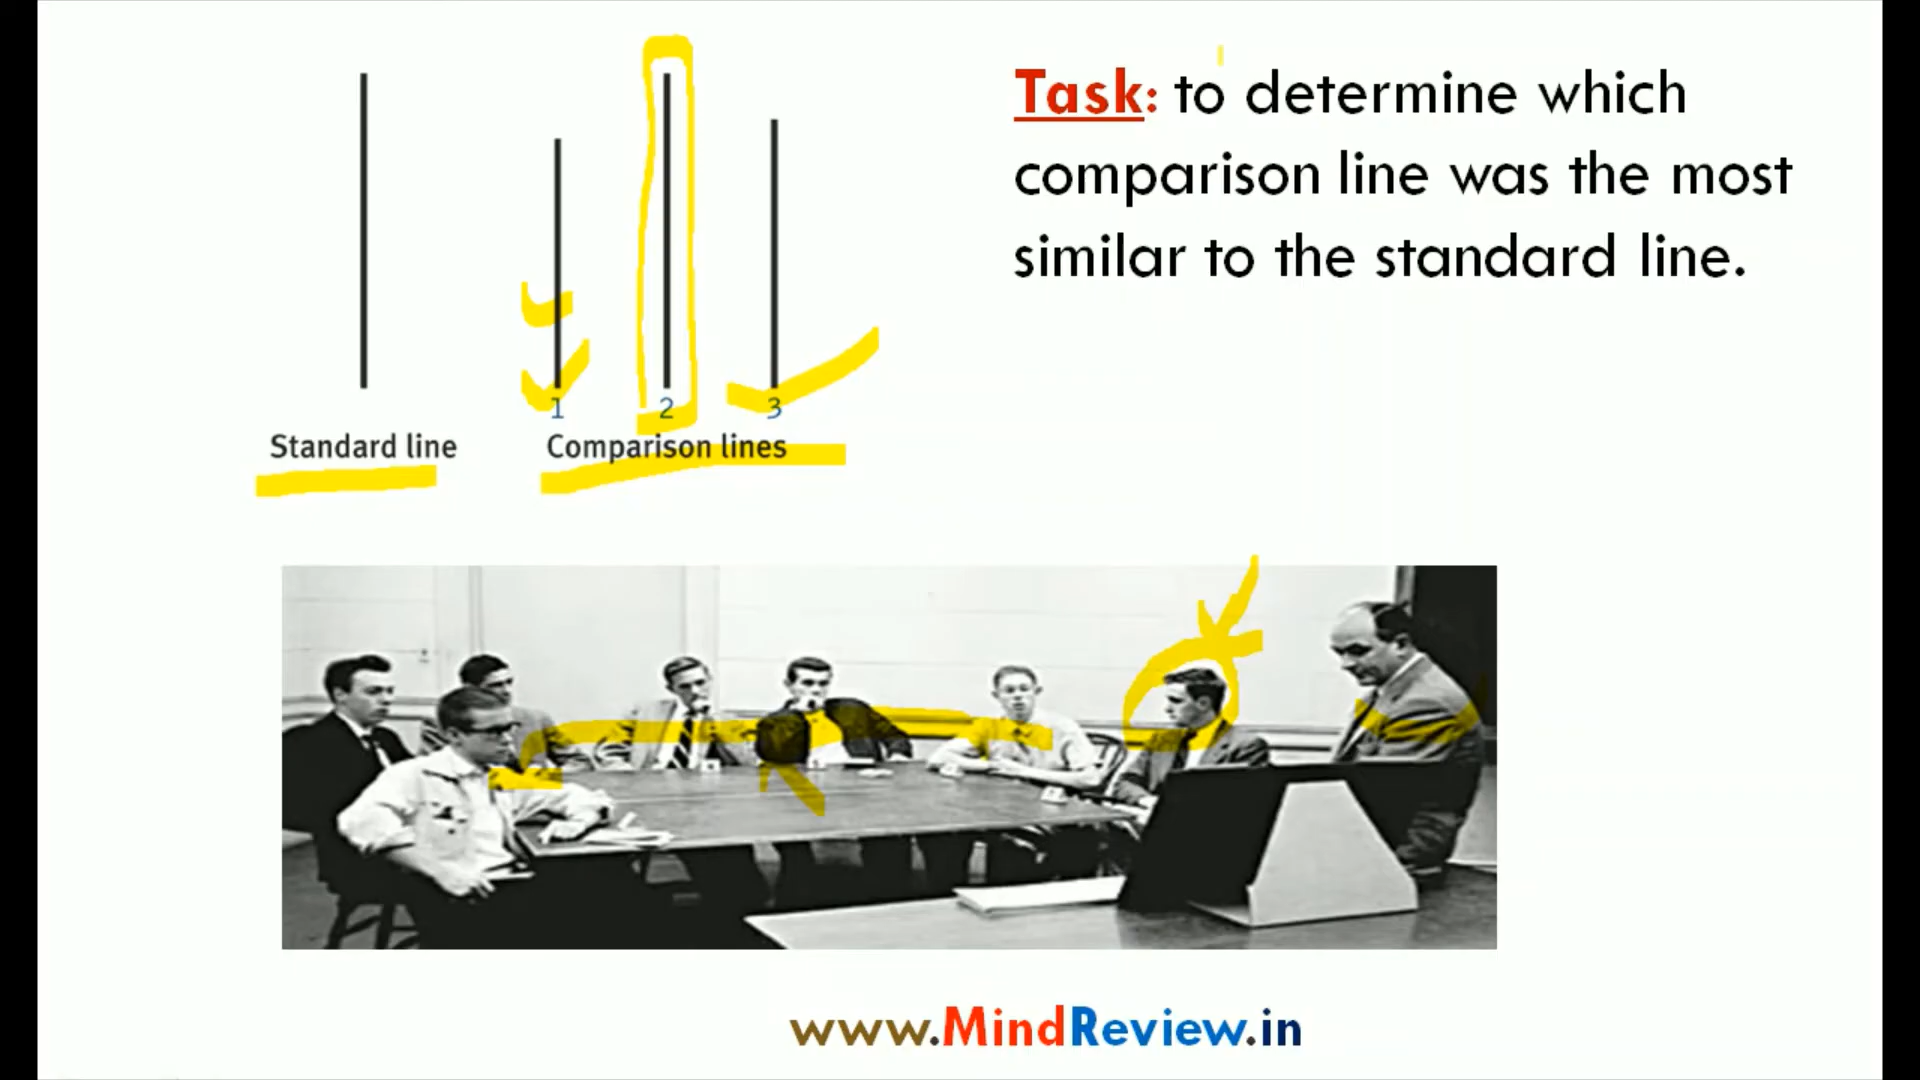 Task: to determine which
comparison line was the most
similar to the standard line.
1 2 3
Standard line Comparison lines
www.MindReview.in